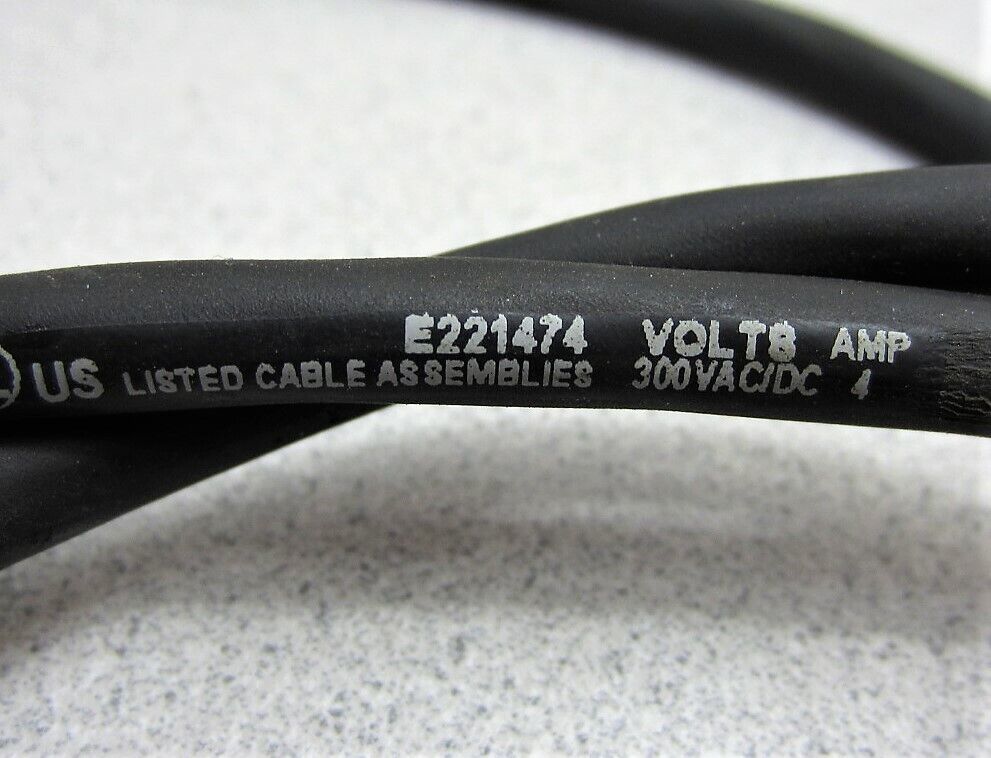 E221474 VOLTS AMP
US LISTED CABLE ASSEMBLIES 300VAC/DC 4